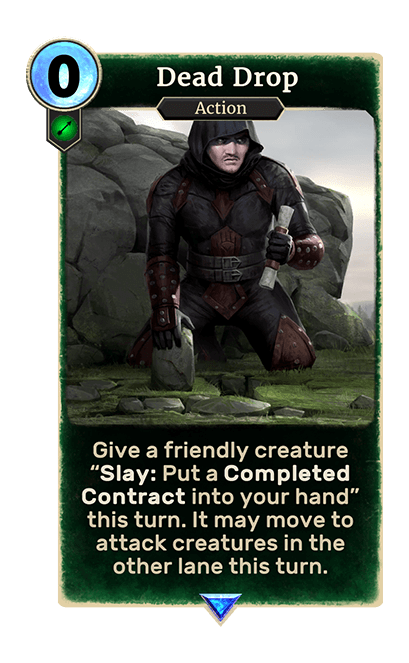 0
Dead Drop
Action
Give a friendly creature
“Slay: Put a Completed
Contract into your hand”
this turn. It may move to
attack creatures in the
other lane this turn.